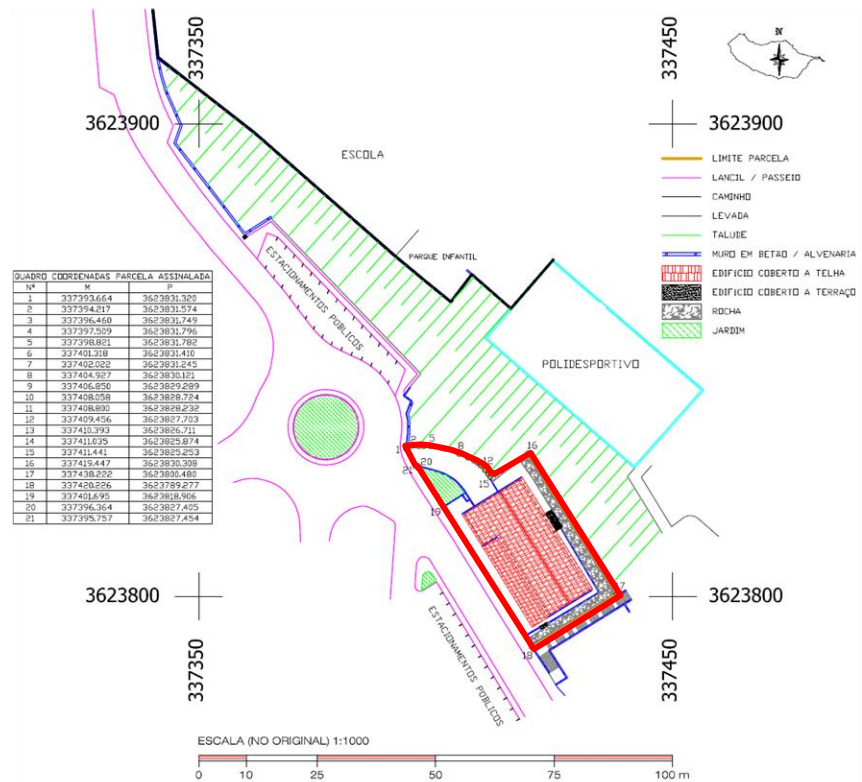 337350
337450
N
3623900
3623900
ESCOLA
LIMITE PARCELA
LANCIL / PASSEIO
CAMINHO
LEVADA
TALUDE
MURO EM BETÃO / ALVENARIA
EDIFICIO COBERTO A TELHA
EDIFICIO COBERTO A TERRAÇO
ROCHA
JARDIM
PARQUE INFANTIL
ESTACIONAMENTOS PÚBLICOS
POLIDESPORTIVO
QUADRO COORDENADAS PARCELA ASSINALADA
Nº M P
1 337393.664 3623831.320
2 337394.217 3623831.574
3 337396.460 3623831.749
4 337397.509 3623831.796
5 337398.821 3623831.782
6 337401.318 3623831.410
7 337402.022 3623831.245
8 337404.927 3623830.121
9 337406.850 3623829.289
10 337408.058 3623828.724
11 337408.800 3623828.232
12 337409.456 3623827.703
13 337410.393 3623826.711
14 337411.035 3623825.874
15 337411.441 3623825.253
16 337419.447 3623830.308
17 337438.222 3623800.480
18 337420.226 3623789.277
19 337401.695 3623818.906
20 337396.364 3623827.405
21 337395.757 3623827.454
1
2
5
8
12
16
21
20
15
19
7
18
3623800
3623800
ESTACIONAMENTOS PÚBLICOS
337350
337450
ESCALA (NO ORIGINAL) 1:1000
0 10 25 50 75 100 m